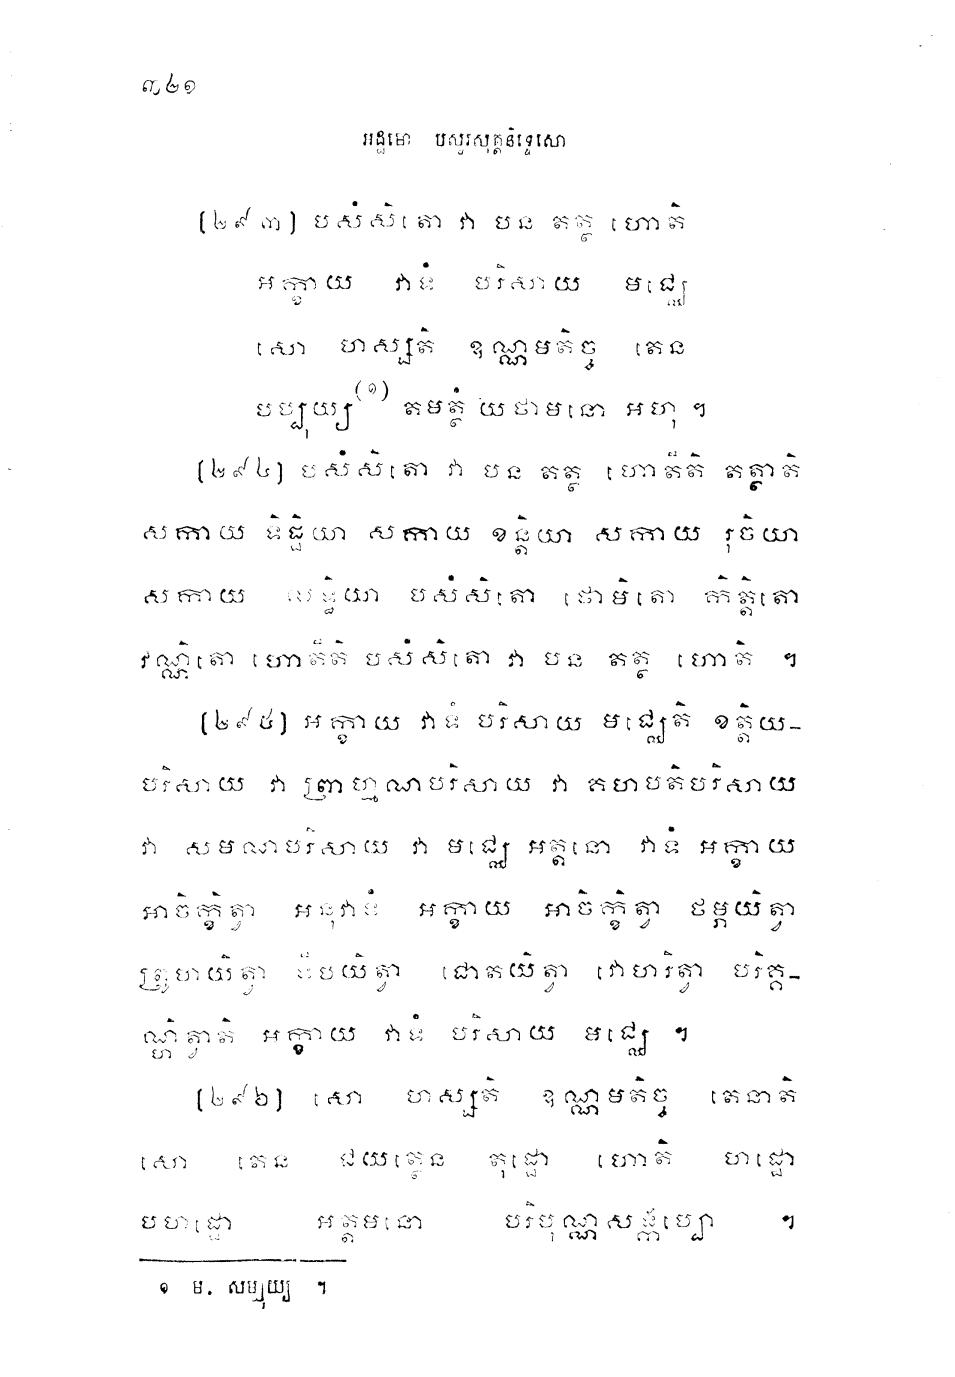 ៣២១
អដ្ឋមោ បសូរសុត្តនិទ្ទេសោ
[២៩៣] បសំសិតោ វា បន តត្ថ ហោតិ
អក្ខាយ វាទំ បរិសាយ មជ្ឈេ
សោ ហស្សតិ ឧណ្ណមតិច្ច តេន
បប្បុយ្យ(១) តមត្ថំ យថាមនោ អហុ ។
[២៩៤] បសំសិតោ វា បន តត្ថ ហោតីតិ តត្ថាតិ
សកាយ ទិដ្ឋិយា សកាយ ខន្តិយា សកាយ រុចិយា
សកាយ លទ្ធិយា បសំសិតោ ថោមិតោ កិត្តិតោ
វណ្ណិតោ ហោតីតិ បសំសិតោ វា បន តត្ថ ហោតិ ។
[២៩៥] អក្ខាយ វាទំ បរិសាយ មជ្ឈេតិ ខត្តិយ-
បរិសាយ វា ព្រាហ្មណបរិសាយ វា គហបតិបរិសាយ
វា សមណបរិសាយ វា មជ្ឈេ អត្តនោ វាទំ អក្ខាយ
អាចិក្ខិត្វា អនុវាទំ អក្ខាយ អាចិក្ខិត្វា ថម្ភយិត្វា
ព្រូហយិត្វា ទីបយិត្វា ជោតយិត្វា វោហរិត្វា បរិគ្គ-
ណ្ហិត្វាតិ អក្ខាយ វាទំ បរិសាយ មជ្ឈេ ។
[២៩៦] សោ ហស្សតិ ឧណ្ណមតិច្ច តេនាតិ
សោ តេន ជយត្ថេន តុដ្ឋោ ហោតិ ហដ្ឋោ
បហដ្ឋោ អត្តមនោ បរិបុណ្ណសង្កប្បោ ។
១ ម. សម្បុយ្យ ។